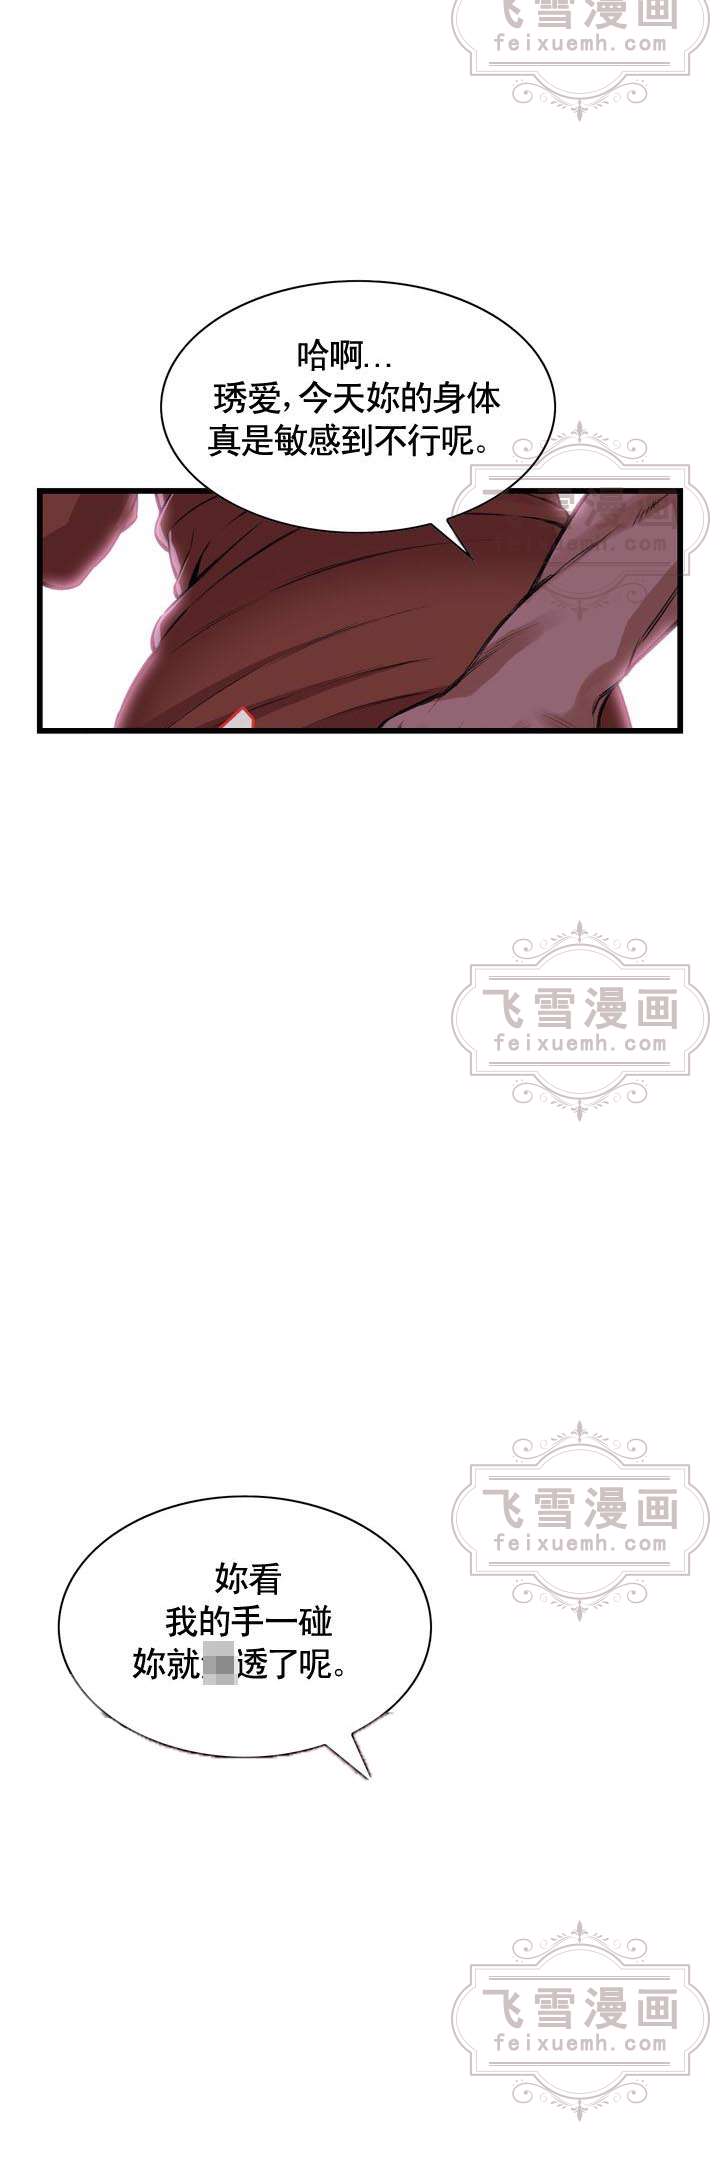 飞雪漫画
feixuemh.com
哈啊...
琇爱，今天妳的身体
真是敏感到不行呢。
飞雪漫画
feixuemh.com
飞雪漫画
feixuemh.com
飞雪漫画
feixuemh.com
妳看
我的手一碰
妳就透了呢。
飞雪漫画
feixuemh.com